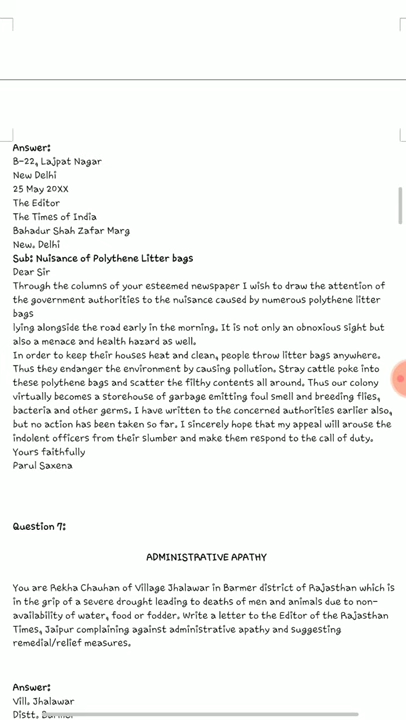 Answer:
B-22, Lajpat Nagar
New Delhi
25 May 20XX
The Editor
The Times of India
Bahadur Shah Zafar Marg
New. Delhi
Sub: Nuisance of Polythene Litter bags
Dear Sir
Through the columns of your esteemed newspaper I wish to draw the attention of
the government authorities to the nuisance caused by numerous polythene litter
bags
lying alongside the road early in the morning. It is not only an obnoxious sight but
also a menace and health hazard as well.
In order to keep their houses heat and clean, people throw litter bags anywhere.
Thus they endanger the environment by causing pollution. Stray cattle poke into
these polythene bags and scatter the filthy contents all around. Thus our colony
virtually becomes a storehouse of garbage emitting foul smell and breeding flies,
bacteria and other germs. I have written to the concerned authorities earlier also,
but no action has been taken so far. I sincerely hope that my appeal will arouse the
indolent officers from their slumber and make them respond to the call of duty.
Yours faithfully
Parul Saxena
Question 7:
ADMINISTRATIVE APATHY
You are Rekha Chauhan of Village Jhalawar in Barmer district of Rajasthan which is
in the grip of a severe drought leading to deaths of men and animals due to non-
availability of water, food or fodder. Write a letter to the Editor of the Rajasthan
Times, Jaipur complaining against administrative apathy and suggesting
remedial/relief measures.
Answer:
Vill. Jhalawar
Distt. Barmer